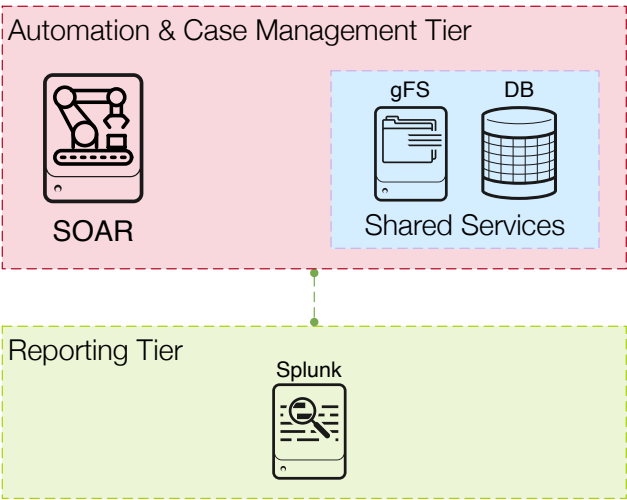 Automation & Case Management Tier
gFS
DB
SOAR
Shared Services
Reporting Tier
Splunk